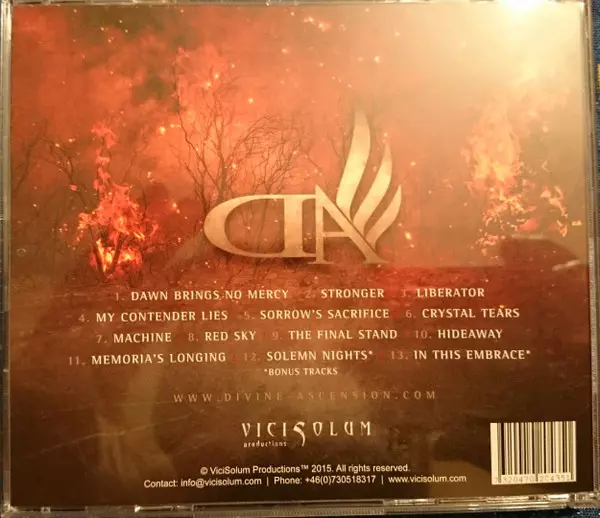 DA
1. DAWN BRINGS NO MERCY 2. STRONGER 3. LIBERATOR
4. MY CONTENDER LIES 5. SORROW'S SACRIFICE 6. CRYSTAL TEARS
7. MACHINE 8. RED SKY 9. THE FINAL STAND 10. HIDEAWAY
11. MEMORIA'S LONGING 12. SOLEMN NIGHTS* 13. IN THIS EMBRACE*
*BONUS TRACKS
WWW.DIVINE-ASCENSION.COM
VICISOLUM
productions
© ViciSolum Productions™ 2015. All rights reserved.
Contact: info@vicisolum.com | Phone: +46(0)730518317 | www.vicisolum.com